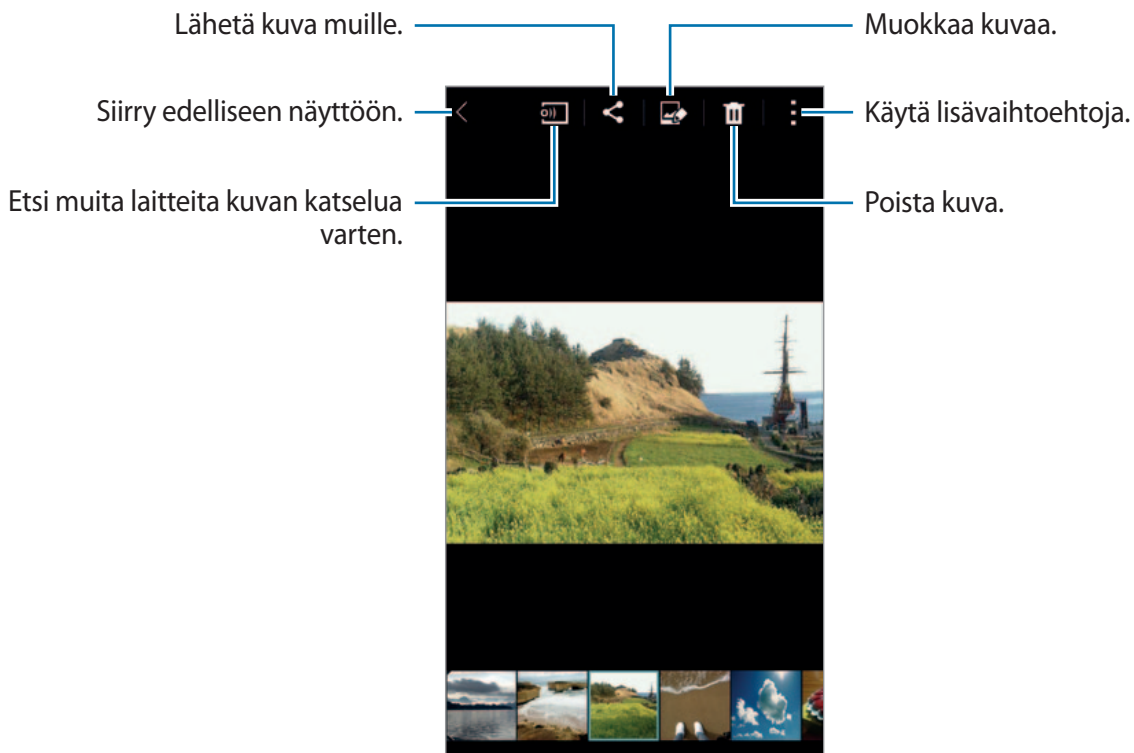 Lähetä kuva muille.
Muokkaa kuvaa.
Siirry edelliseen näyttöön.
Käytä lisävaihtoehtoja.
Etsi muita laitteita kuvan katselua
varten.
Poista kuva.